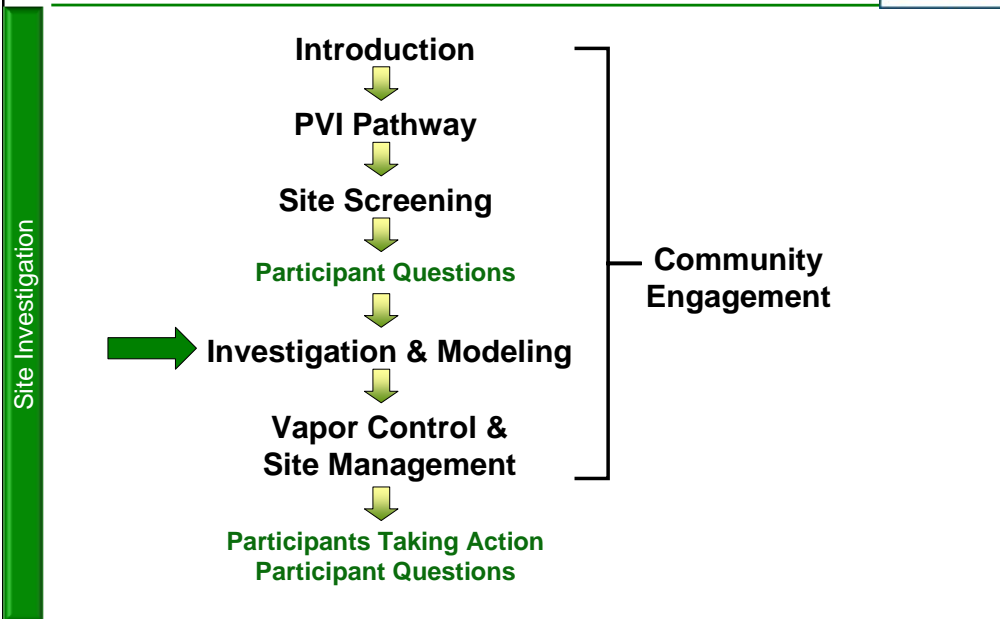 Site Investigation
Introduction
PVI Pathway
Site Screening
Participant Questions
Investigation & Modeling
Vapor Control &
Site Management
Participants Taking Action
Participant Questions
Community
Engagement